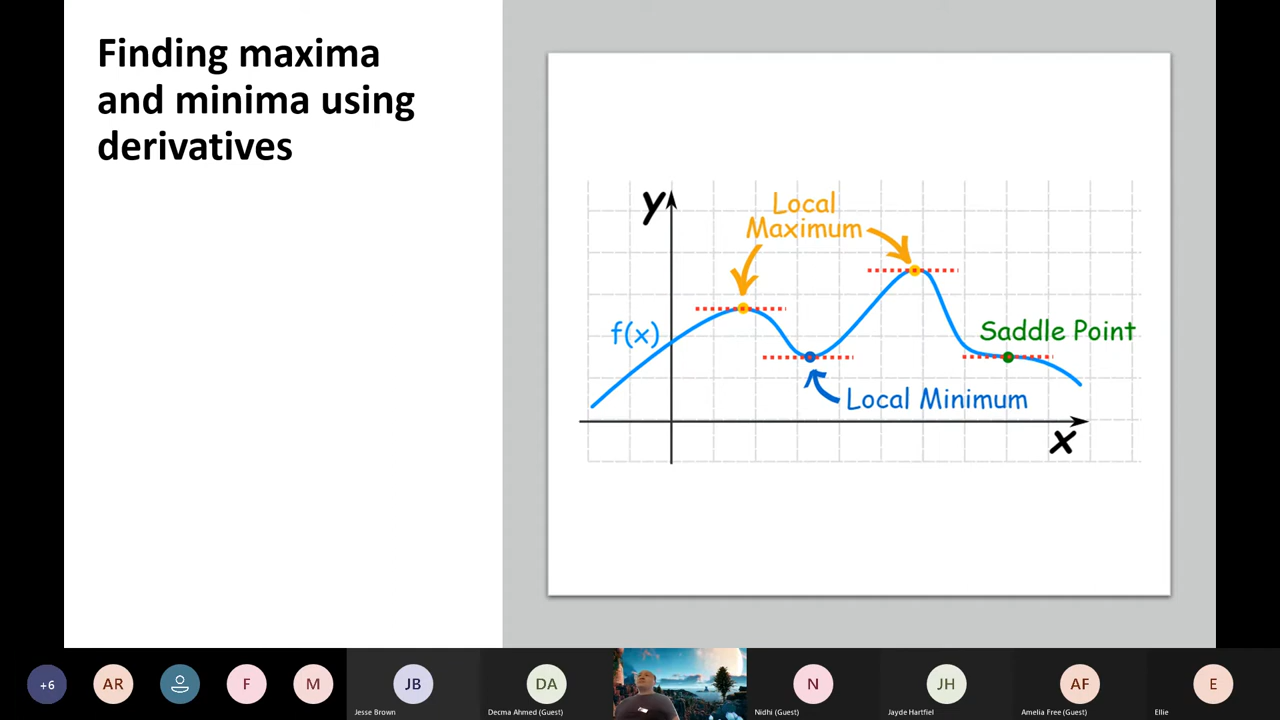 Finding maxima
and minima using
derivatives
y
Local
Maximum
f(x)
Saddle Point
Local Minimum
x
+6
AR
F
M
JB
Jesse Brown
DA
Decma Ahmed (Guest)
N
Nidhi (Guest)
JH
Jayde Hartfiel
AF
Amelia Free (Guest)
E
Ellie